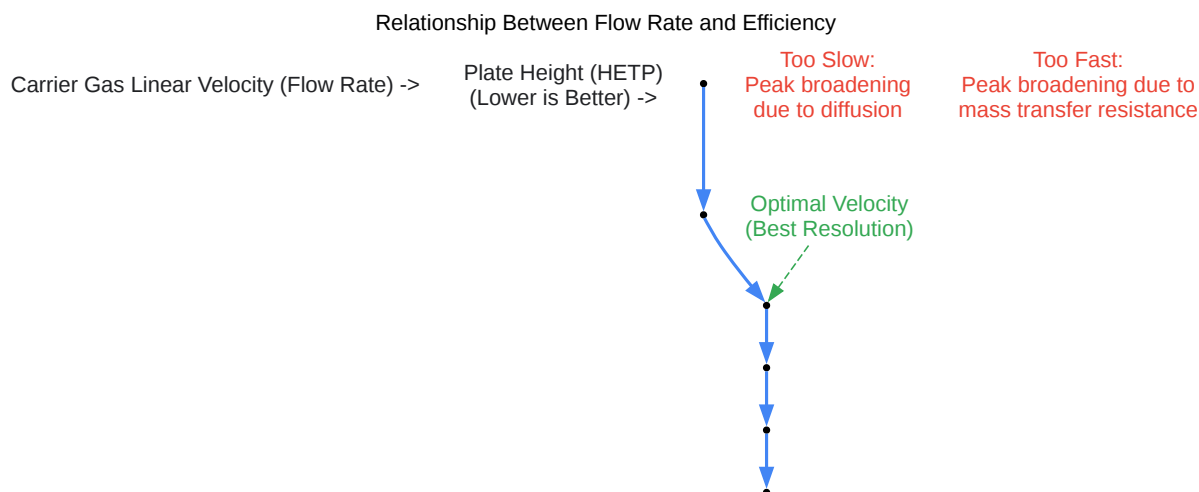 Relationship Between Flow Rate and Efficiency
Carrier Gas Linear Velocity (Flow Rate) ->
Plate Height (HETP)
(Lower is Better) ->
Too Slow:
Peak broadening
due to diffusion
Too Fast:
Peak broadening due to
mass transfer resistance
Optimal Velocity
(Best Resolution)